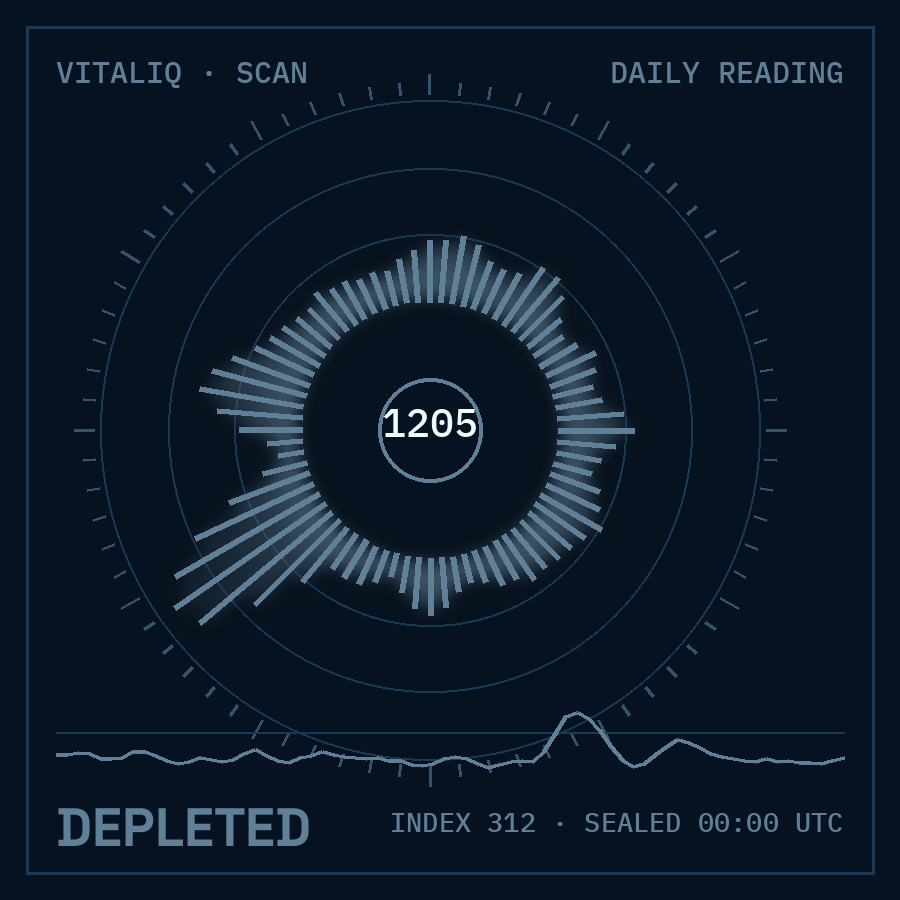 VITALIQ · SCAN
DAILY READING
1205
DEPLETED
INDEX 312 · SEALED 00:00 UTC